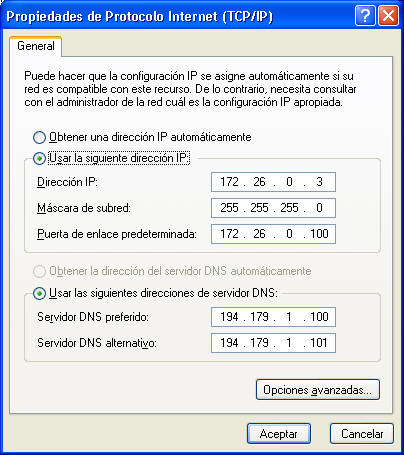 Propiedades de Protocolo Internet (TCP/IP)
General
Puede hacer que la configuración IP se asigne automáticamente si su
red es compatible con este recurso. De lo contrario, necesita consultar
con el administrador de la red cuál es la configuración IP apropiada.
Obtener una dirección IP automáticamente
Usar la siguiente dirección IP:
Dirección IP: 172 . 26 . 0 . 3
Máscara de subred: 255 . 255 . 255 . 0
Puerta de enlace predeterminada: 172 . 26 . 0 . 100
Obtener la dirección del servidor DNS automáticamente
Usar las siguientes direcciones de servidor DNS:
Servidor DNS preferido: 194 . 179 . 1 . 100
Servidor DNS alternativo: 194 . 179 . 1 . 101
Opciones avanzadas...
Aceptar Cancelar